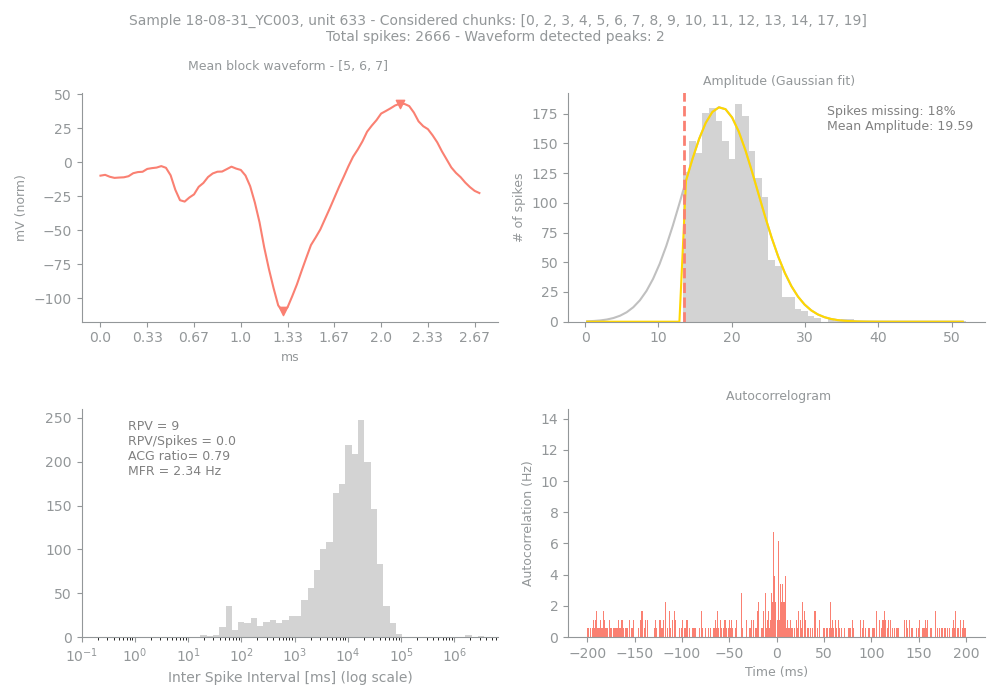 Sample 18-08-31_YC003, unit 633 - Considered chunks: [0, 2, 3, 4, 5, 6, 7, 8, 9, 10, 11, 12, 13, 14, 17, 19]
Total spikes: 2666 - Waveform detected peaks: 2
Mean block waveform - [5, 6, 7]
50
25
0
−25
−50
−75
−100
mV (norm)
0.0 0.33 0.67 1.0 1.33 1.67 2.0 2.33 2.67
ms
Amplitude (Gaussian fit)
Spikes missing: 18%
Mean Amplitude: 19.59
175
150
125
100
75
50
25
0
# of spikes
0 10 20 30 40 50
RPV = 9
RPV/Spikes = 0.0
ACG ratio= 0.79
MFR = 2.34 Hz
250
200
150
100
50
0
10⁻¹ 10⁰ 10¹ 10² 10³ 10⁴ 10⁵ 10⁶
Inter Spike Interval [ms] (log scale)
Autocorrelogram
14
12
10
8
6
4
2
0
Autocorrelation (Hz)
−200 −150 −100 −50 0 50 100 150 200
Time (ms)